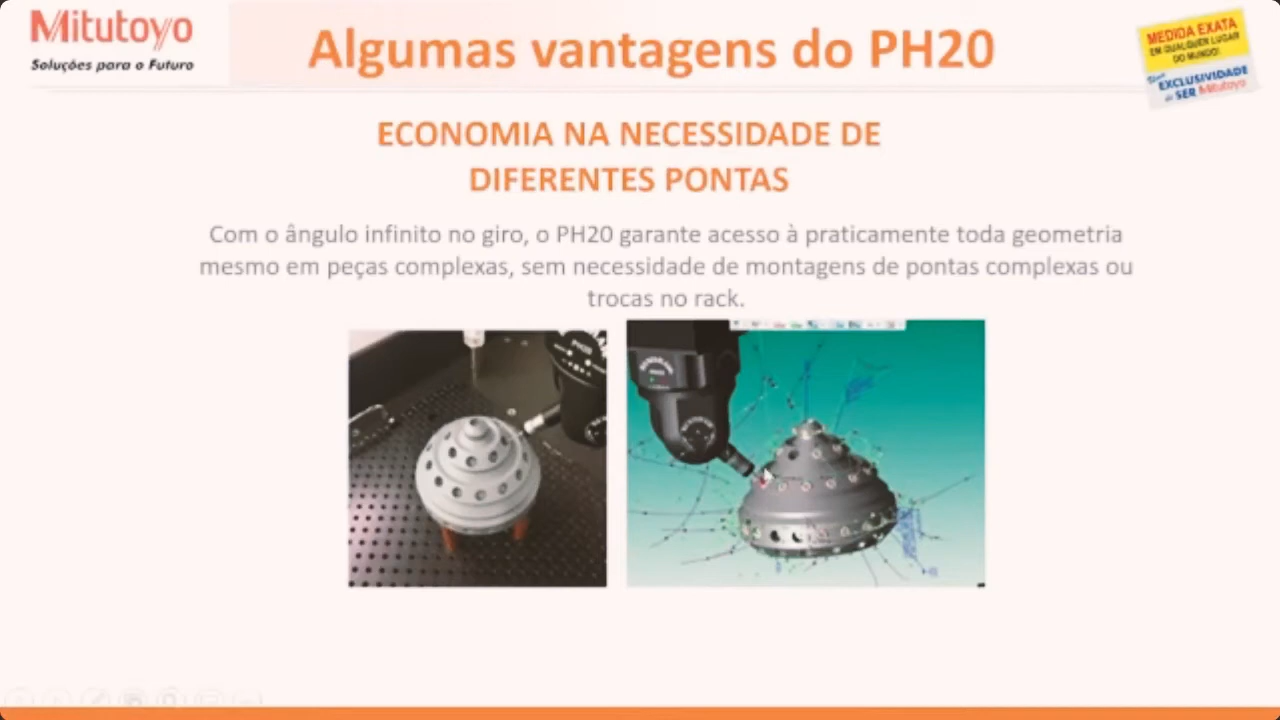 Mitutoyo
Soluções para o Futuro
Algumas vantagens do PH20
MEDIDA EXATA
EM QUALQUER LUGAR
DO MUNDO!
EXCLUSIVIDADE
de SER Mitutoyo
ECONOMIA NA NECESSIDADE DE
DIFERENTES PONTAS
Com o ângulo infinito no giro, o PH20 garante acesso à praticamente toda geometria
mesmo em peças complexas, sem necessidade de montagens de pontas complexas ou
trocas no rack.
PH20